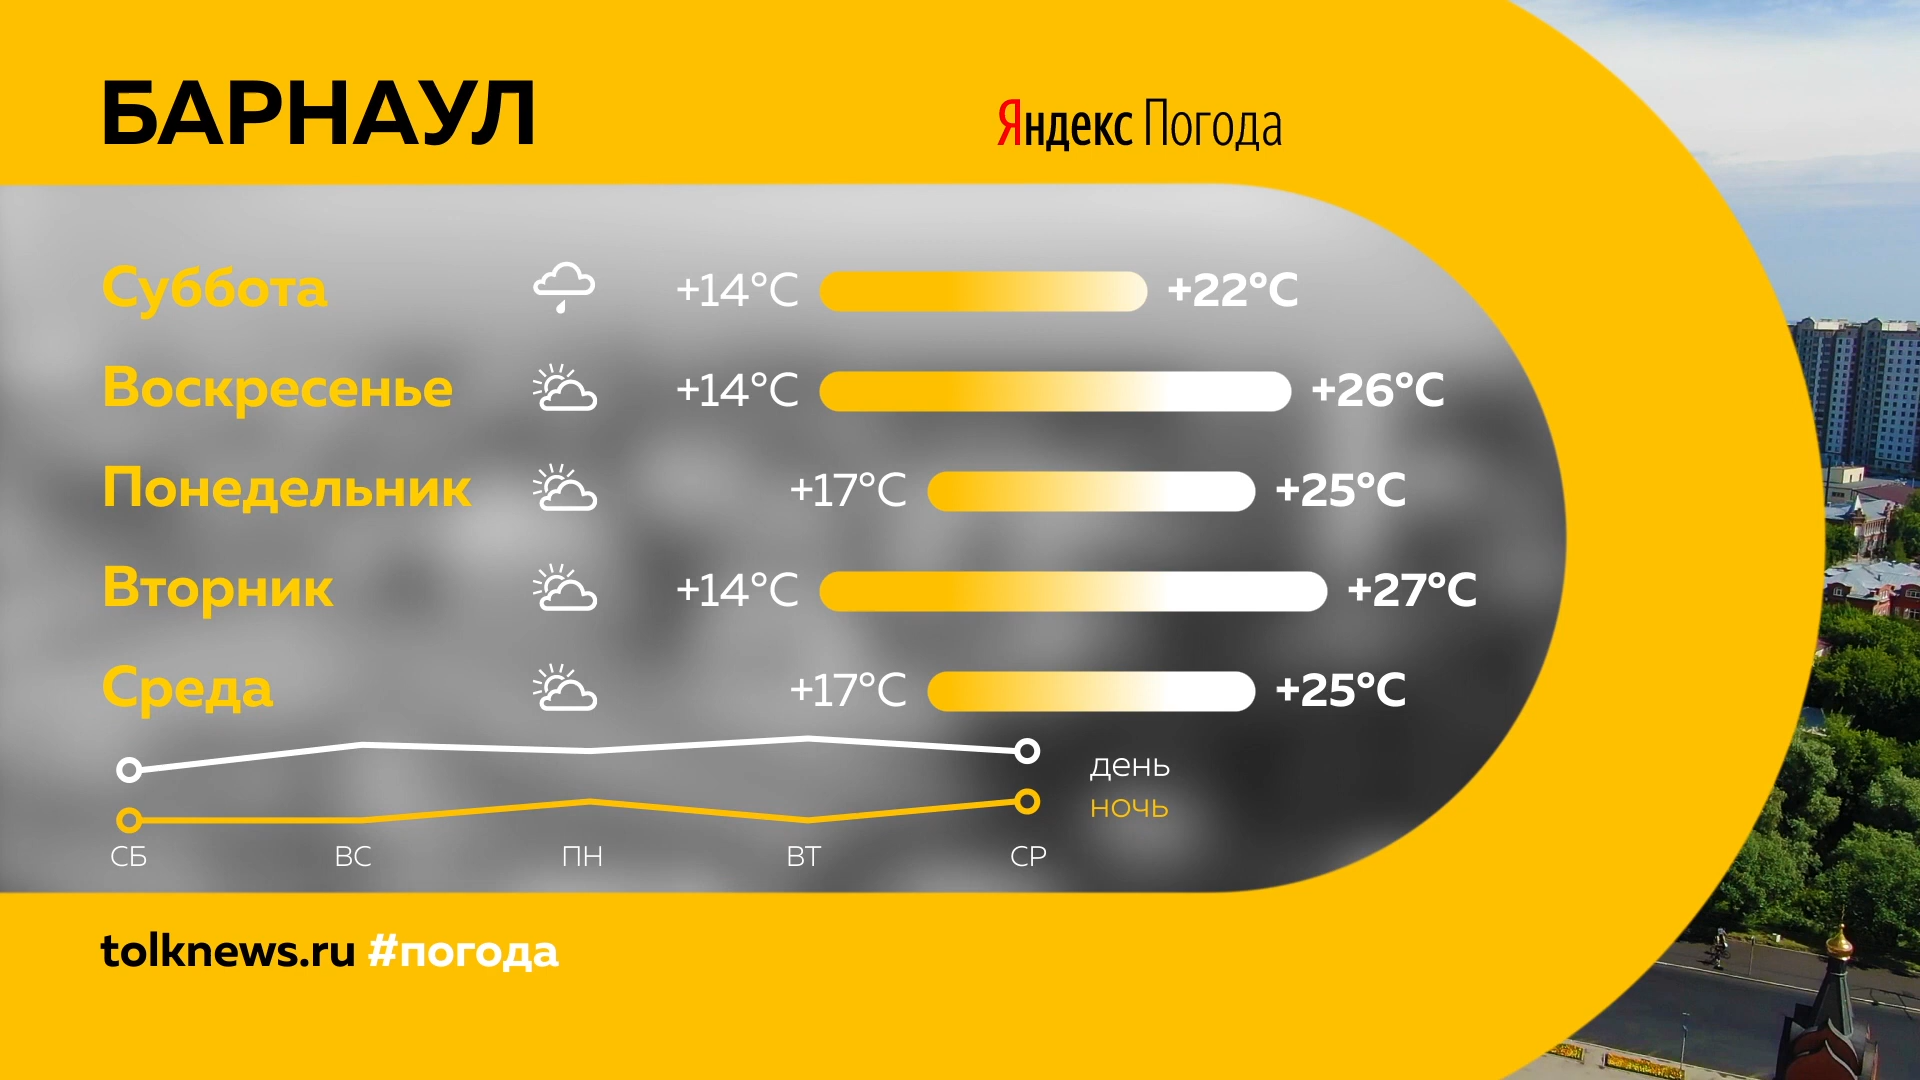 БАРНАУЛ
Яндекс Погода
Суббота +14°C +22°C
Воскресенье +14°C +26°C
Понедельник +17°C +25°C
Вторник +14°C +27°C
Среда +17°C +25°C
день
ночь
СБ ВС ПН ВТ СР
tolknews.ru #погода